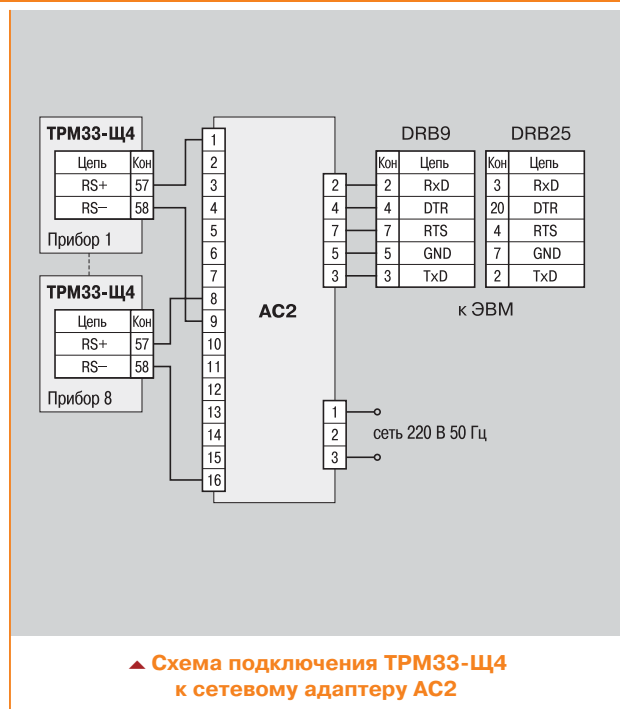 ТРМ33-Щ4
Цепь Кон
RS+ 57
RS− 58
Прибор 1
ТРМ33-Щ4
Цепь Кон
RS+ 57
RS− 58
Прибор 8
1
2
3
4
5
6
7
8
9
10
11
12
13
14
15
16
АС2
2
4
7
5
3
1
2
3
DRB9
Кон Цепь
2 RxD
4 DTR
7 RTS
5 GND
3 TxD
DRB25
Кон Цепь
3 RxD
20 DTR
4 RTS
7 GND
2 TxD
к ЭВМ
сеть 220 В 50 Гц
Схема подключения ТРМ33-Щ4
к сетевому адаптеру АС2